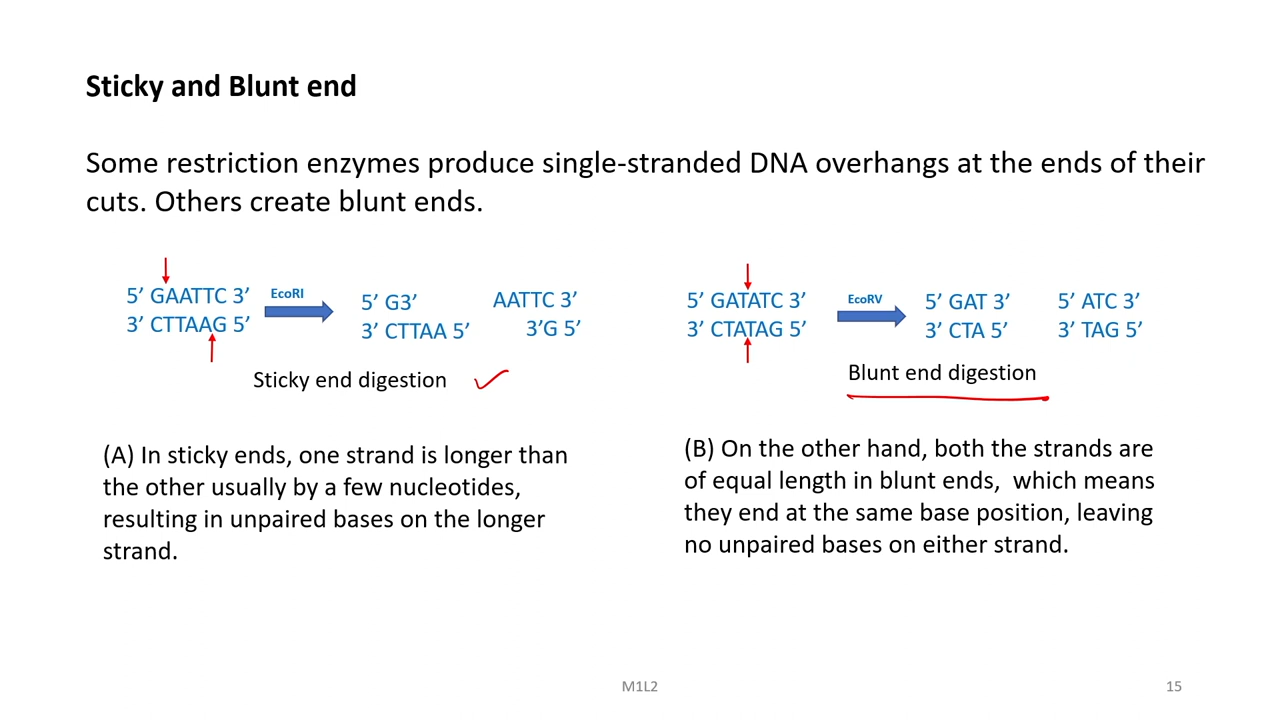 Sticky and Blunt end
Some restriction enzymes produce single-stranded DNA overhangs at the ends of their
cuts. Others create blunt ends.
5’ GAATTC 3’
3’ CTTAAG 5’
EcoRI
5’ G3’
3’ CTTAA 5’
AATTC 3’
3’G 5’
Sticky end digestion
5’ GATATC 3’
3’ CTATAG 5’
EcoRV
5’ GAT 3’
3’ CTA 5’
5’ ATC 3’
3’ TAG 5’
Blunt end digestion
(A) In sticky ends, one strand is longer than
the other usually by a few nucleotides,
resulting in unpaired bases on the longer
strand.
(B) On the other hand, both the strands are
of equal length in blunt ends,  which means
they end at the same base position, leaving
no unpaired bases on either strand.
M1L2
15